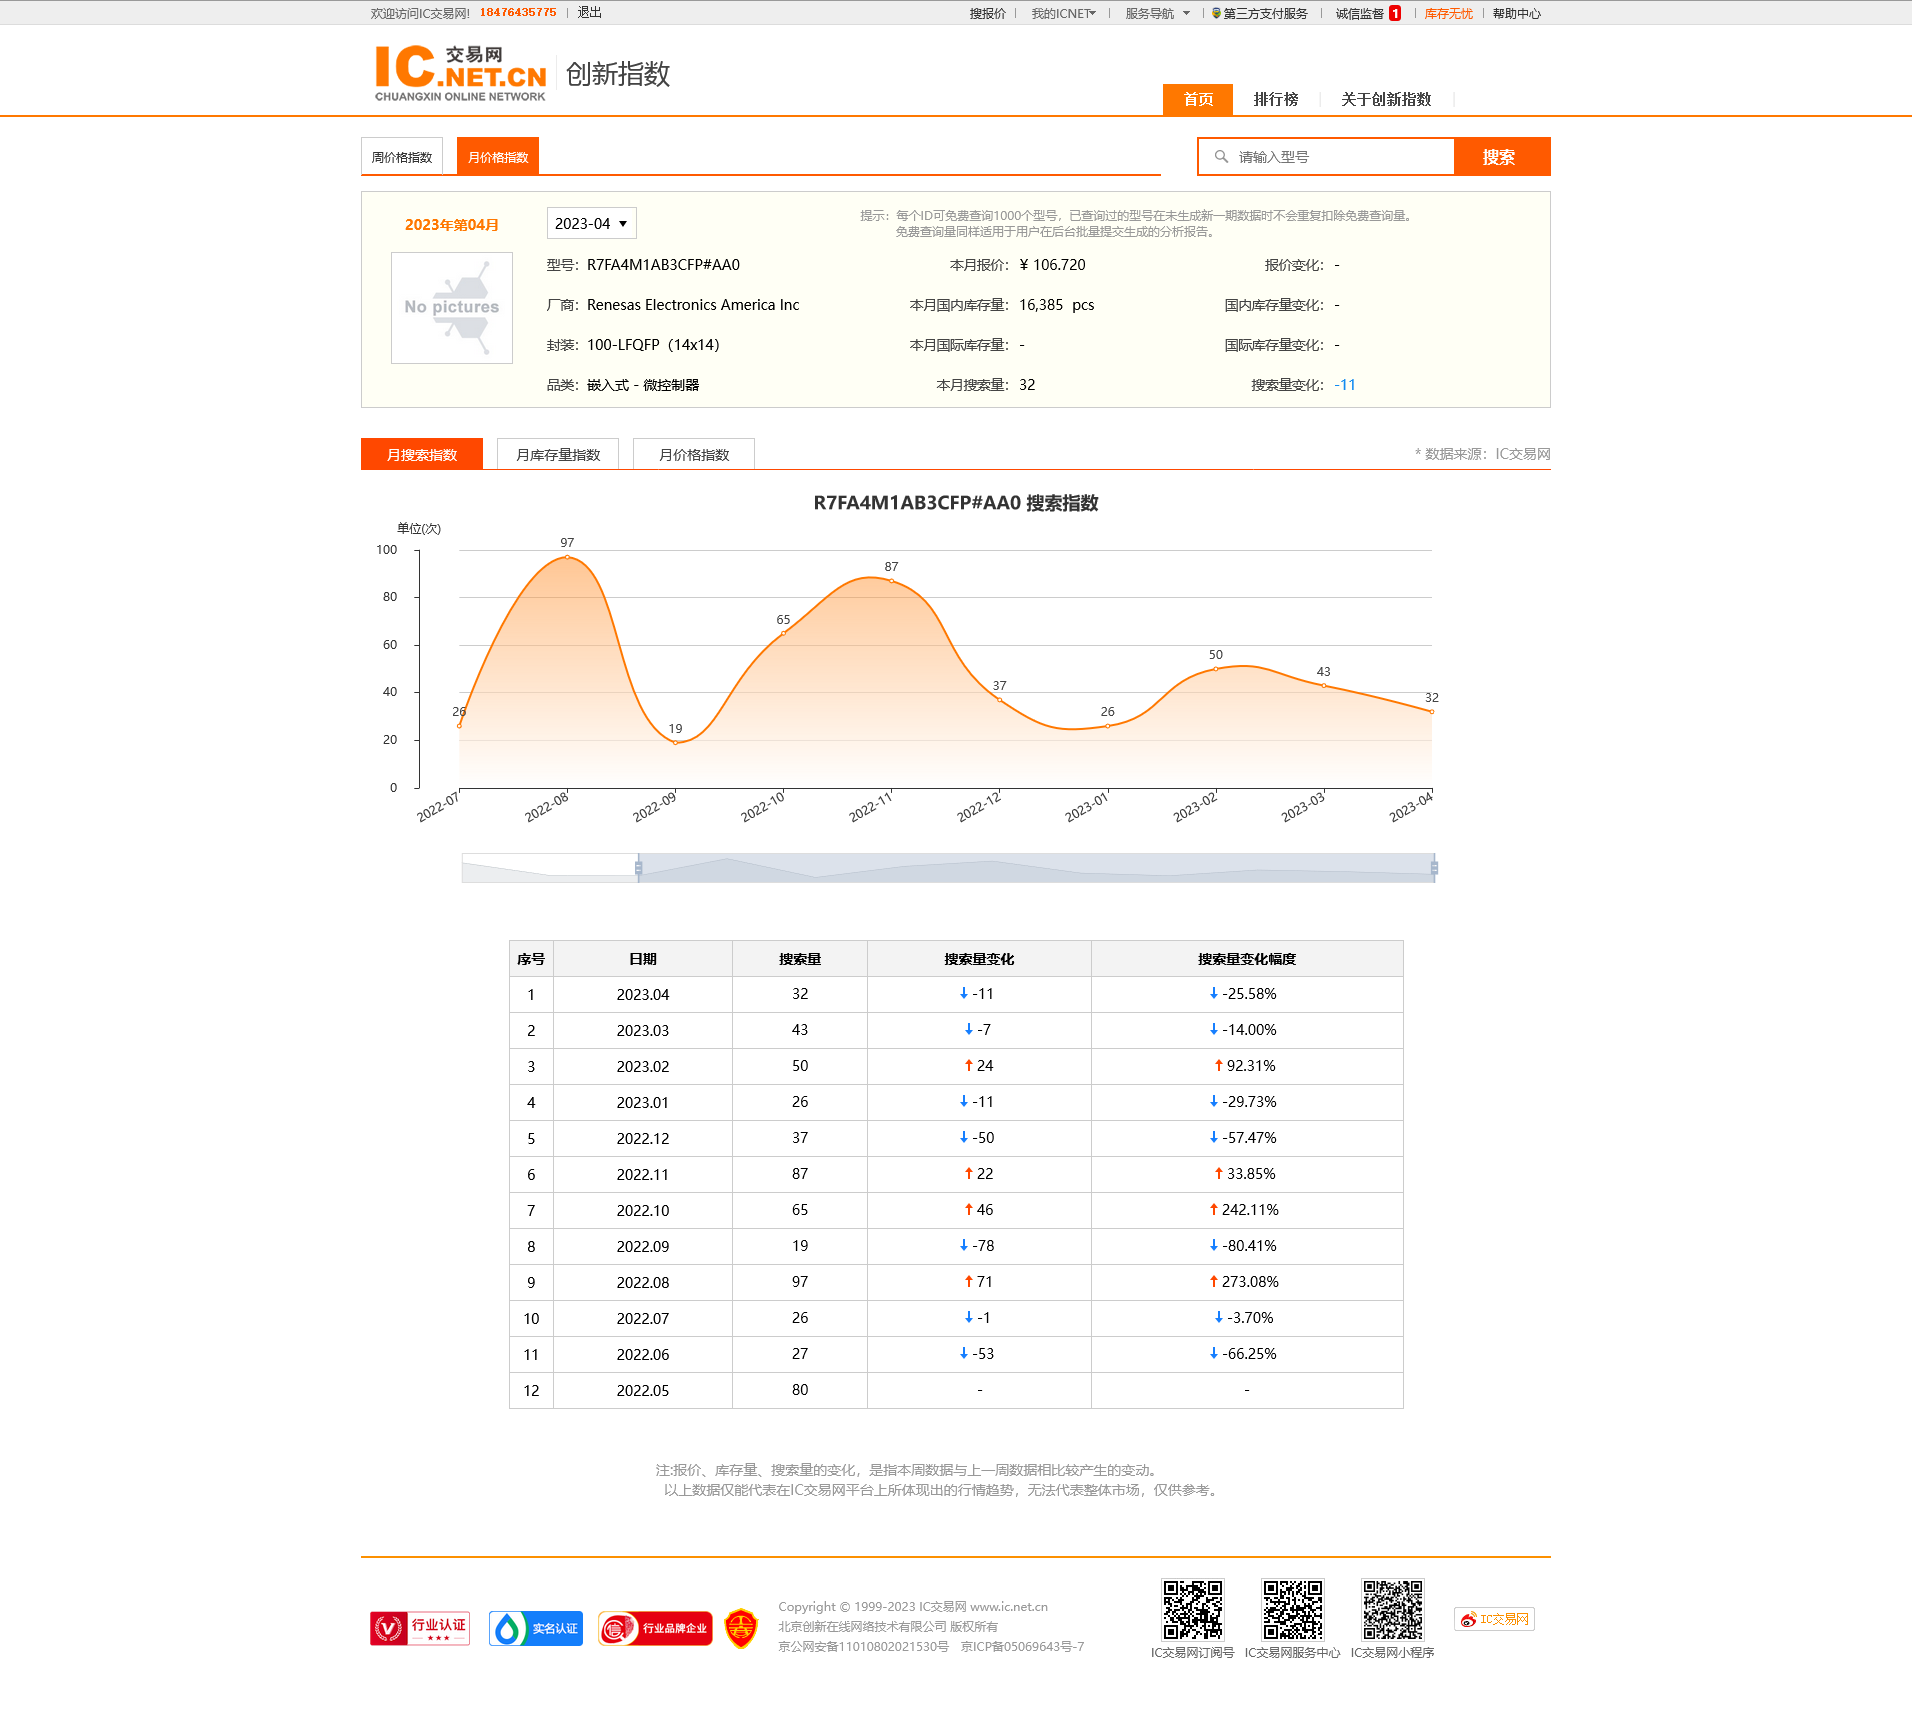 欢迎访问IC交易网! 18476435775 退出 搜报价 我的ICNET 服务导航 第三方支付服务 诚信监督 1 库存无忧 帮助中心
IC.NET.CN 交易网
CHUANGXIN ONLINE NETWORK
创新指数
首页 排行榜 关于创新指数
周价格指数 月价格指数 请输入型号 搜索
2023年第04月 2023-04
提示：每个ID可免费查询1000个型号，已查询过的型号在未生成新一期数据时不会重复扣除免费查询量。
免费查询量同样适用于用户在后台批量提交生成的分析报告。
No pictures
型号：R7FA4M1AB3CFP#AA0 本月报价：¥ 106.720 报价变化：-
厂商：Renesas Electronics America Inc 本月国内库存量：16,385 pcs 国内库存量变化：-
封装：100-LFQFP（14x14） 本月国际库存量：- 国际库存量变化：-
品类：嵌入式 - 微控制器 本月搜索量：32 搜索量变化：-11
月搜索指数 月库存量指数 月价格指数 * 数据来源：IC交易网
R7FA4M1AB3CFP#AA0 搜索指数
单位(次)
100
80
60
40
20
0
26 97 19 65 87 37 26 50 43 32
2022-07 2022-08 2022-09 2022-10 2022-11 2022-12 2023-01 2023-02 2023-03 2023-04
序号 日期 搜索量 搜索量变化 搜索量变化幅度
1 2023.04 32 ↓ -11 ↓ -25.58%
2 2023.03 43 ↓ -7 ↓ -14.00%
3 2023.02 50 ↑ 24 ↑ 92.31%
4 2023.01 26 ↓ -11 ↓ -29.73%
5 2022.12 37 ↓ -50 ↓ -57.47%
6 2022.11 87 ↑ 22 ↑ 33.85%
7 2022.10 65 ↑ 46 ↑ 242.11%
8 2022.09 19 ↓ -78 ↓ -80.41%
9 2022.08 97 ↑ 71 ↑ 273.08%
10 2022.07 26 ↓ -1 ↓ -3.70%
11 2022.06 27 ↓ -53 ↓ -66.25%
12 2022.05 80 - -
注:报价、库存量、搜索量的变化，是指本周数据与上一周数据相比较产生的变动。
以上数据仅能代表在IC交易网平台上所体现出的行情趋势，无法代表整体市场，仅供参考。
行业认证 实名认证 行业品牌企业
Copyright © 1999-2023 IC交易网 www.ic.net.cn
北京创新在线网络技术有限公司 版权所有
京公网安备11010802021530号 京ICP备05069643号-7
IC交易网订阅号 IC交易网服务中心 IC交易网小程序
IC交易网